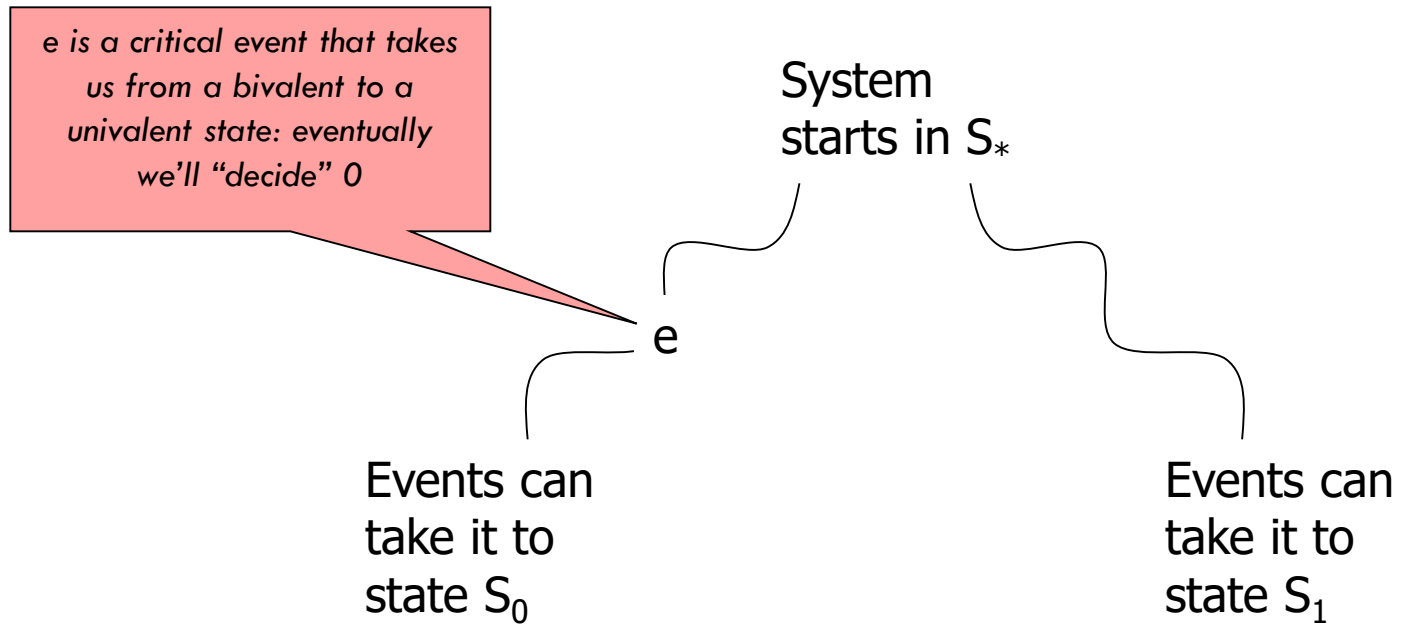 e is a critical event that takes
us from a bivalent to a
univalent state: eventually
we’ll “decide” 0
System
starts in S*
e
Events can
take it to
state S0
Events can
take it to
state S1